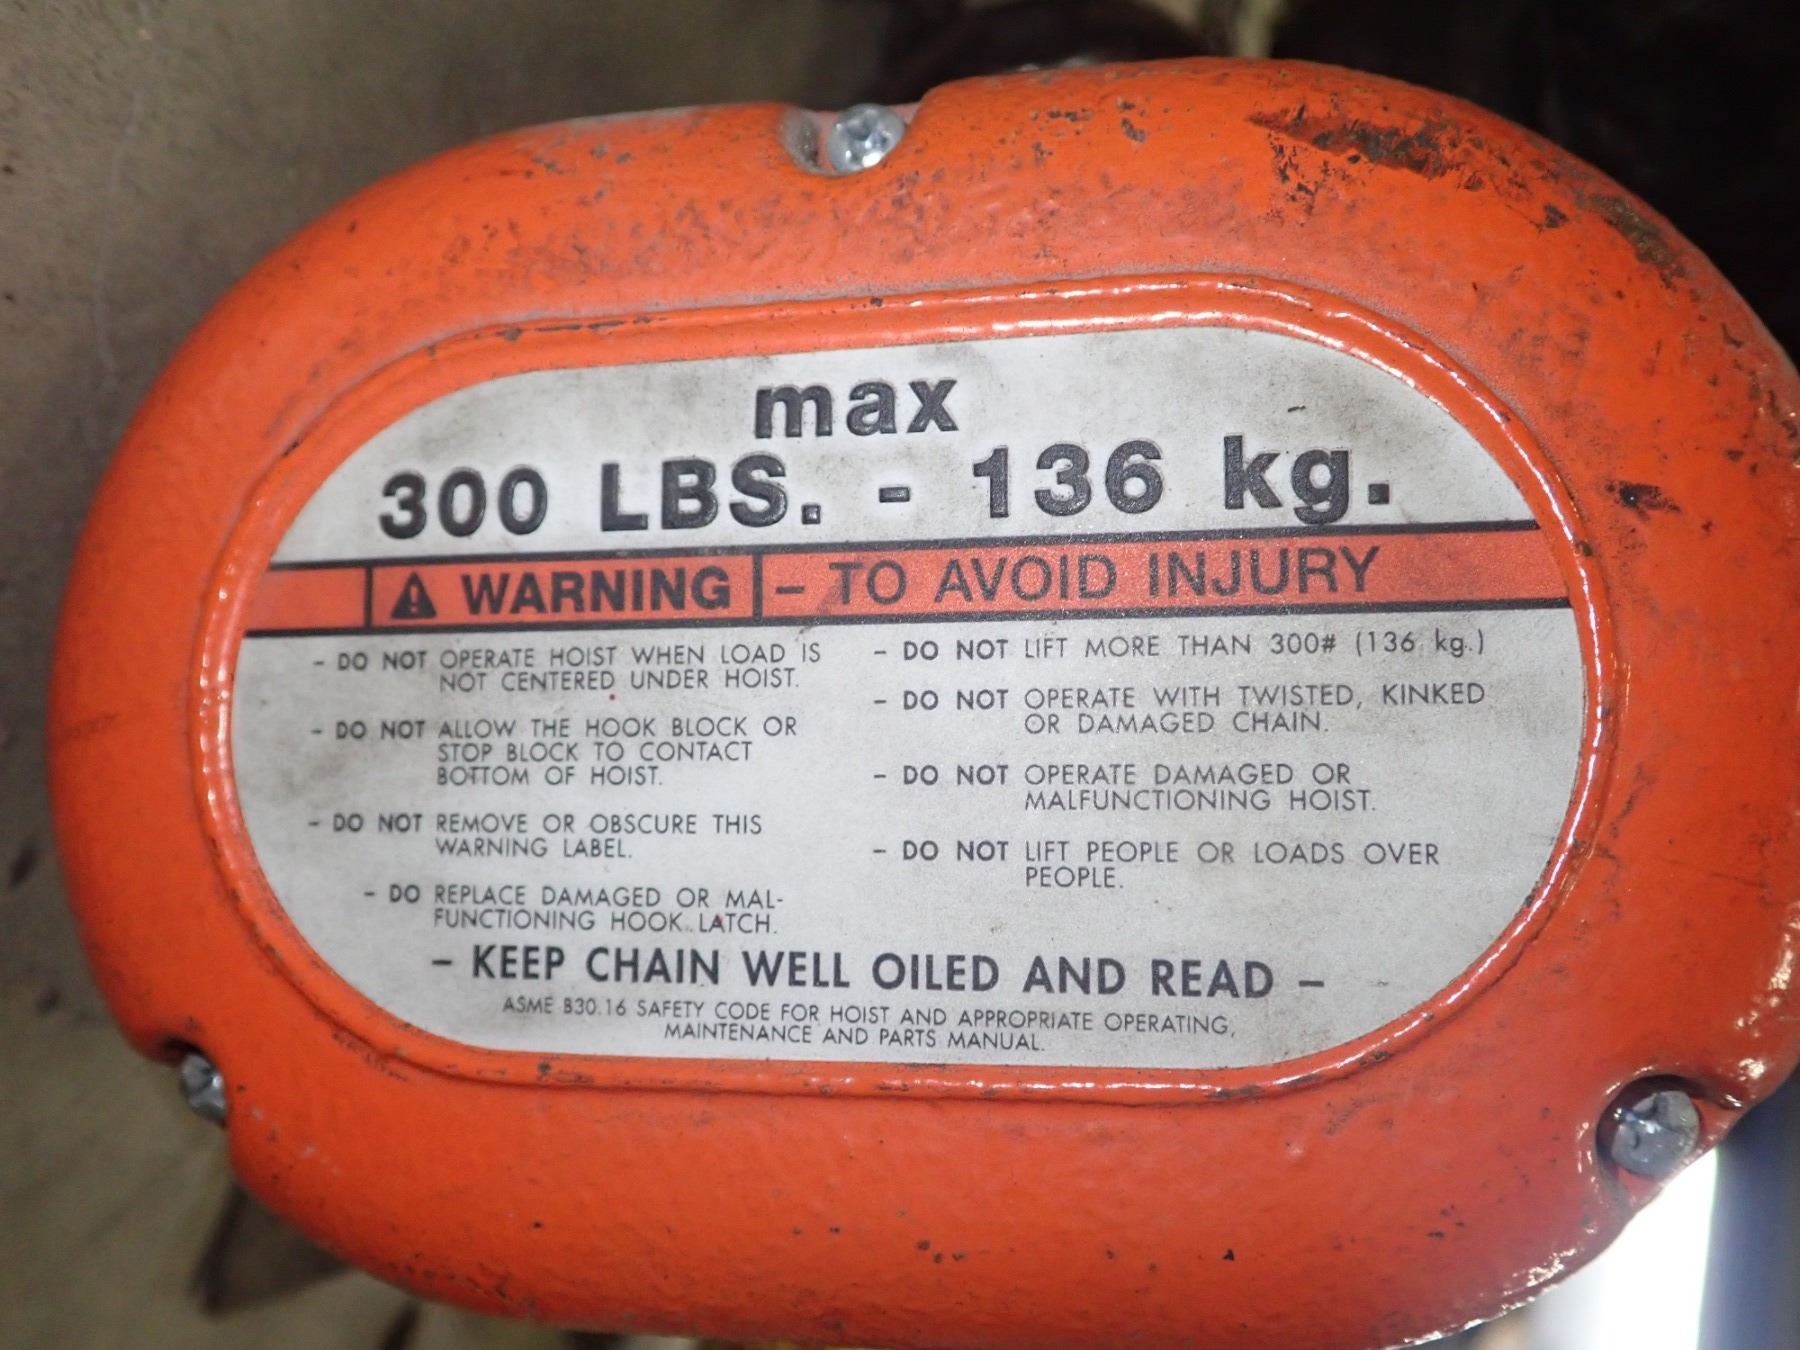 max
300 LBS. - 136 kg.
WARNING - TO AVOID INJURY
- DO NOT OPERATE HOIST WHEN LOAD IS
NOT CENTERED UNDER HOIST.
- DO NOT ALLOW THE HOOK BLOCK OR
STOP BLOCK TO CONTACT
BOTTOM OF HOIST.
- DO NOT REMOVE OR OBSCURE THIS
WARNING LABEL.
- DO REPLACE DAMAGED OR MAL-
FUNCTIONING HOOK LATCH.
- DO NOT LIFT MORE THAN 300# (136 kg.)
- DO NOT OPERATE WITH TWISTED, KINKED
OR DAMAGED CHAIN.
- DO NOT OPERATE DAMAGED OR
MALFUNCTIONING HOIST.
- DO NOT LIFT PEOPLE OR LOADS OVER
PEOPLE.
- KEEP CHAIN WELL OILED AND READ -
ASME B30.16 SAFETY CODE FOR HOIST AND APPROPRIATE OPERATING,
MAINTENANCE AND PARTS MANUAL.